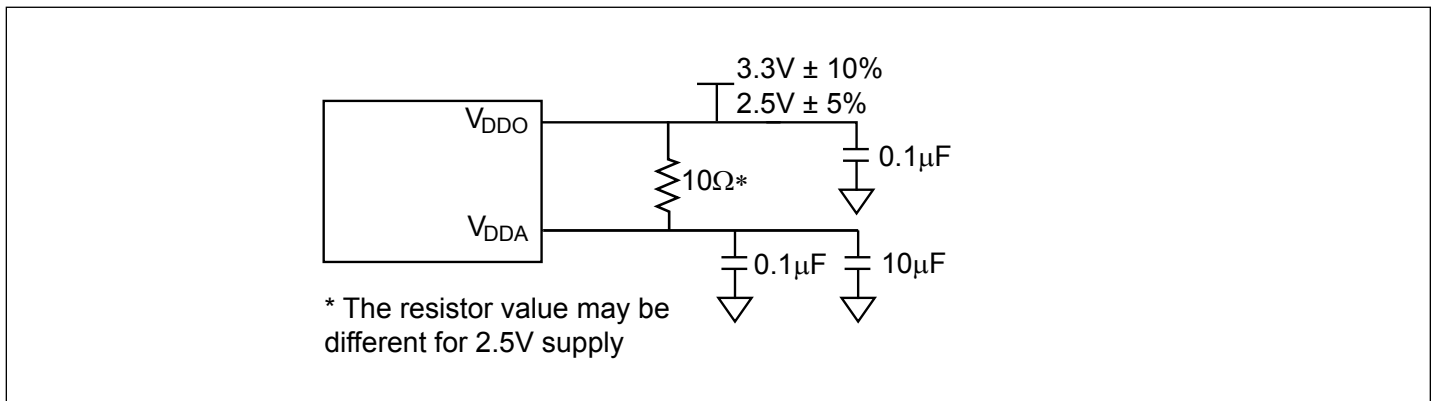 3.3V ± 10%
2.5V ± 5%
VDDO
0.1μF
10Ω*
VDDA
0.1μF
10μF
* The resistor value may be
different for 2.5V supply